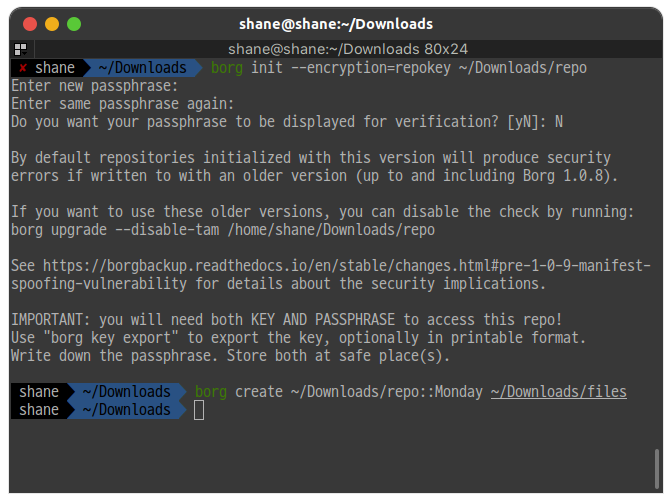 shane@shane:~/Downloads
shane@shane:~/Downloads 80x24
✘ shane ~/Downloads borg init --encryption=repokey ~/Downloads/repo
Enter new passphrase:
Enter same passphrase again:
Do you want your passphrase to be displayed for verification? [yN]: N
By default repositories initialized with this version will produce security
errors if written to with an older version (up to and including Borg 1.0.8).
If you want to use these older versions, you can disable the check by running:
borg upgrade --disable-tam /home/shane/Downloads/repo
See https://borgbackup.readthedocs.io/en/stable/changes.html#pre-1-0-9-manifest-
spoofing-vulnerability for details about the security implications.
IMPORTANT: you will need both KEY AND PASSPHRASE to access this repo!
Use "borg key export" to export the key, optionally in printable format.
Write down the passphrase. Store both at safe place(s).
shane ~/Downloads borg create ~/Downloads/repo::Monday ~/Downloads/files
shane ~/Downloads